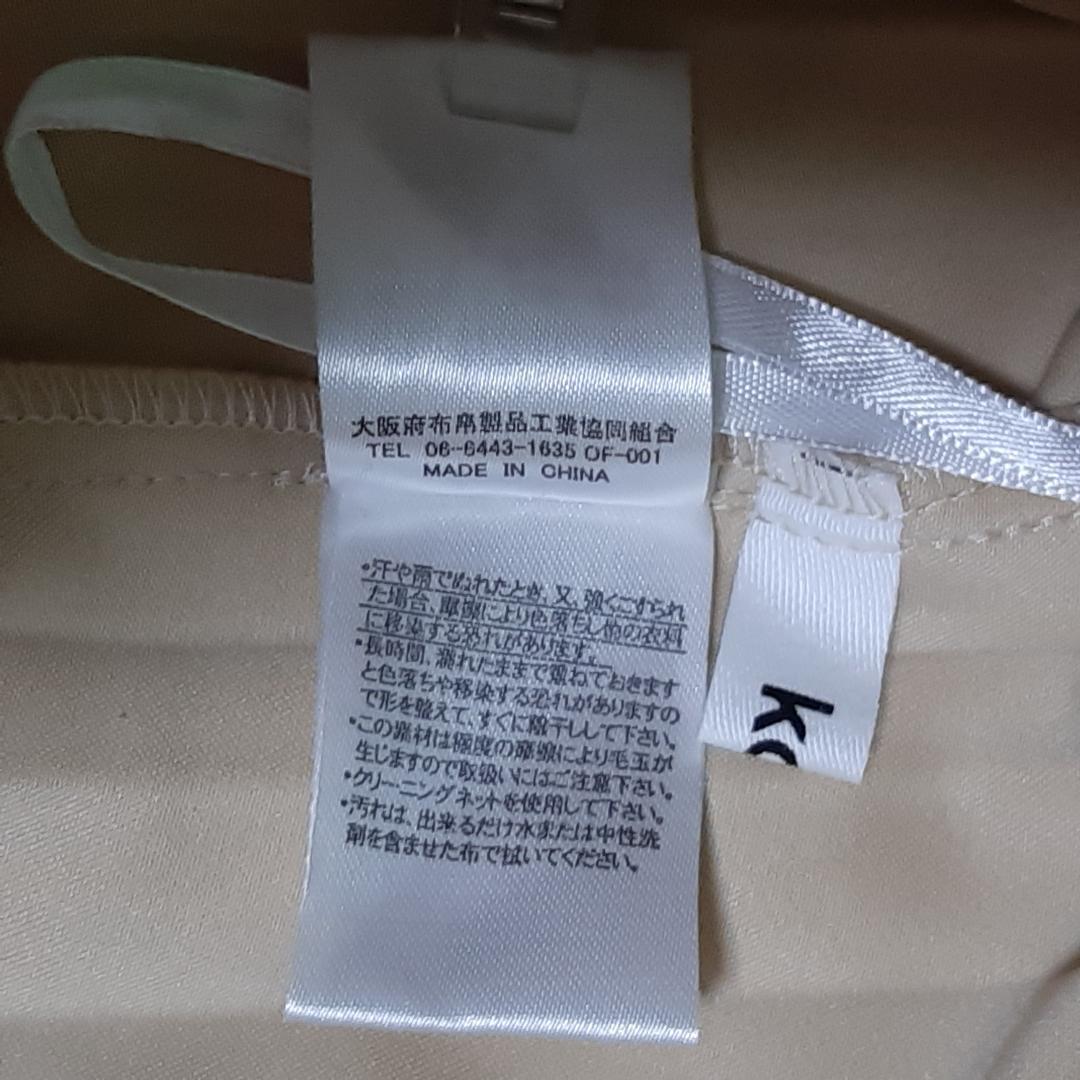 大阪府布帛製品工業協同組合
TEL 06-6443-1635 OF-001
MADE IN CHINA
・汗や雨でぬれたとき、又、強くこすられ
た場合、摩擦により色落ちし他の衣料
に移染する恐れがあります。
・長時間、濡れたままで重ねておきます
と色落ちや移染する恐れがありますの
で形を整えて、すぐに陰干しして下さい。
・この素材は極度の摩擦により毛玉が
生じますので取扱いにはご注意下さい。
・クリーニングネットを使用して下さい。
・汚れは、出来るだけ水または中性洗
剤を含ませた布で拭いてください。